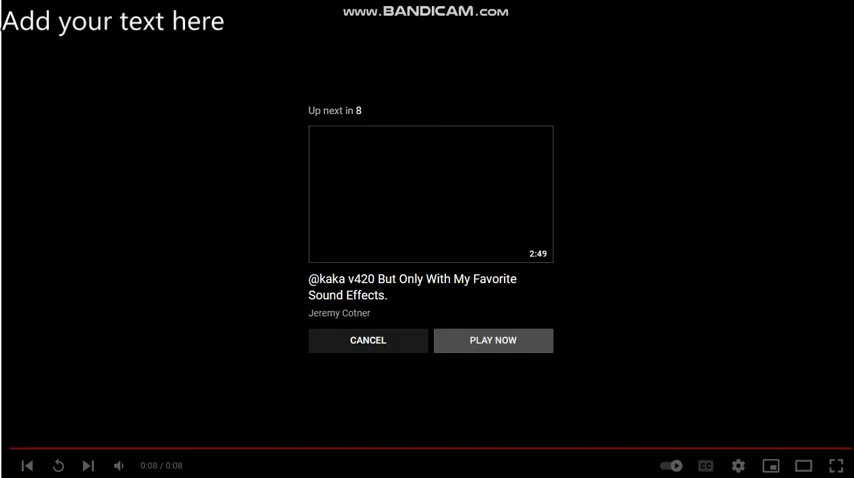 Add your text here
www.BANDICAM.com
Up next in 8
2:49
@kaka v420 But Only With My Favorite
Sound Effects.
Jeremy Cotner
CANCEL
PLAY NOW
0:08 / 0:08
CC